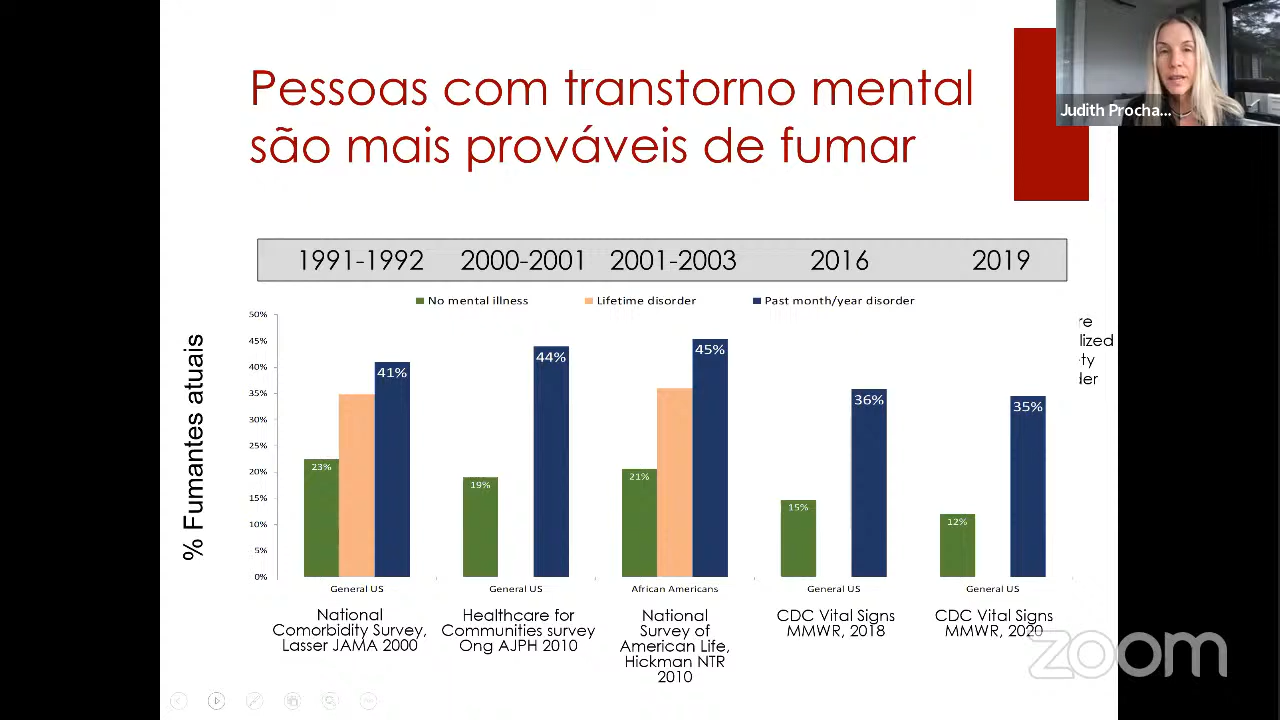 Pessoas com transtorno mental
são mais prováveis de fumar
Judith Procha...
1991-1992 2000-2001 2001-2003 2016 2019
No mental illness Lifetime disorder Past month/year disorder
% Fumantes atuais
50%
45%
40%
35%
30%
25%
20%
15%
10%
5%
0%
23%
41%
19%
44%
21%
45%
15%
36%
12%
35%
re
lized
ty
der
General US General US African Americans General US General US
National
Comorbidity Survey,
Lasser JAMA 2000
Healthcare for
Communities survey
Ong AJPH 2010
National
Survey of
American Life,
Hickman NTR
2010
CDC Vital Signs
MMWR, 2018
CDC Vital Signs
MMWR, 2020
zoom